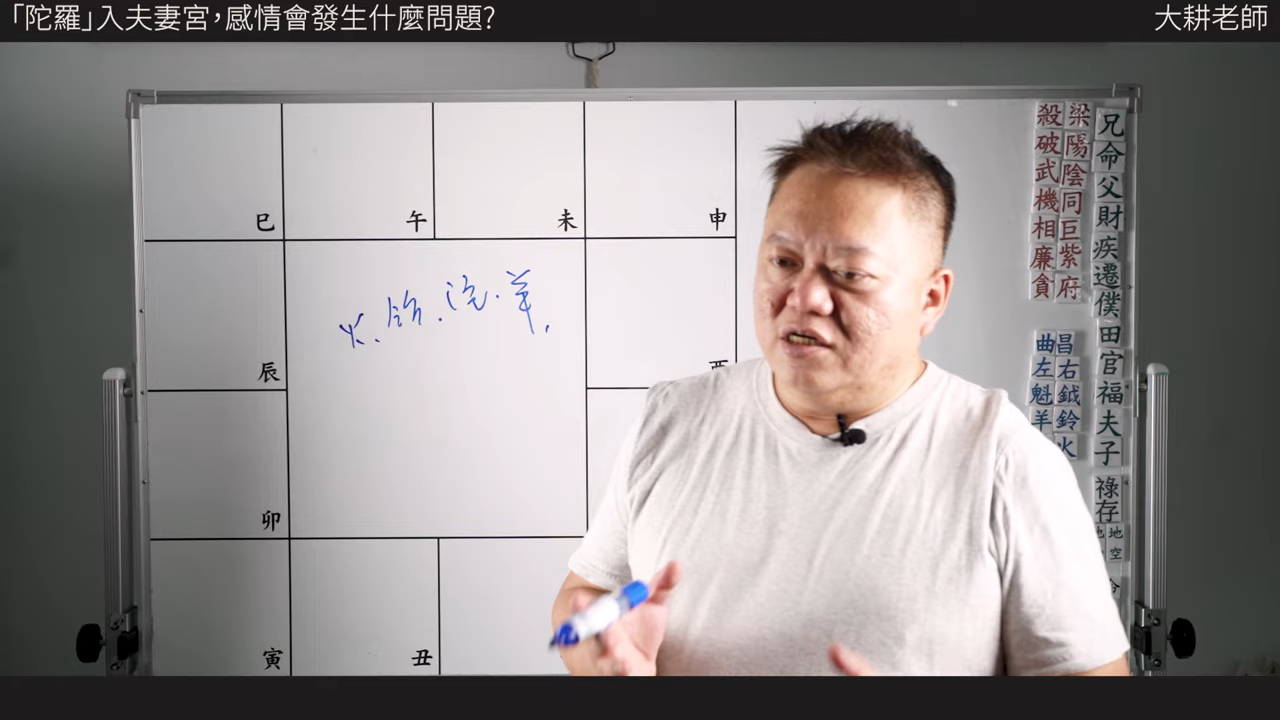 「陀羅」入夫妻宮，感情會發生什麼問題？
大耕老師
巳
午
未
申
辰
酉
卯
寅
丑
火．鈴．陀．羊．
殺 梁
破 陽
武 陰
機 同
相 巨
廉 紫
貪 府
曲 昌
左 右
魁 鉞
羊 鈴
火
兄
命
父
財
疾
遷
僕
田
官
福
夫
子
祿
存
地
空